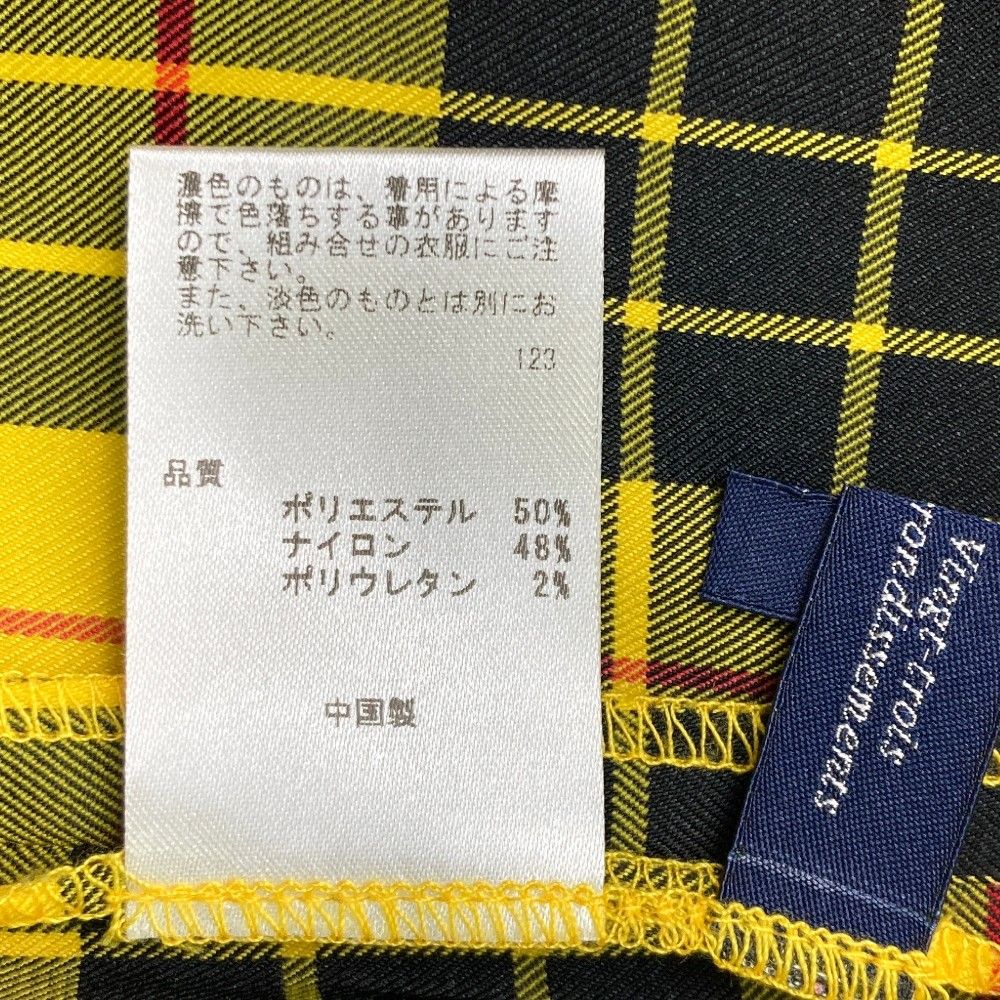 濃色のものは、着用による摩
擦で色落ちする事があります
ので、組み合せの衣服にご注
意下さい。
また、淡色のものとは別にお
洗い下さい。
123
品質
ポリエステル 50%
ナイロン 48%
ポリウレタン 2%
中国製
Vingt-trois
rrondissements